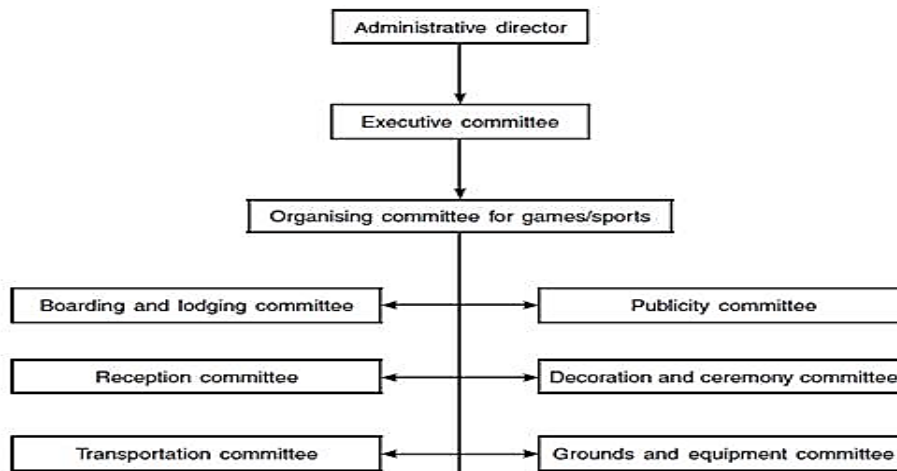 Administrative director
Executive committee
Organising committee for games/sports
Boarding and lodging committee
Publicity committee
Reception committee
Decoration and ceremony committee
Transportation committee
Grounds and equipment committee